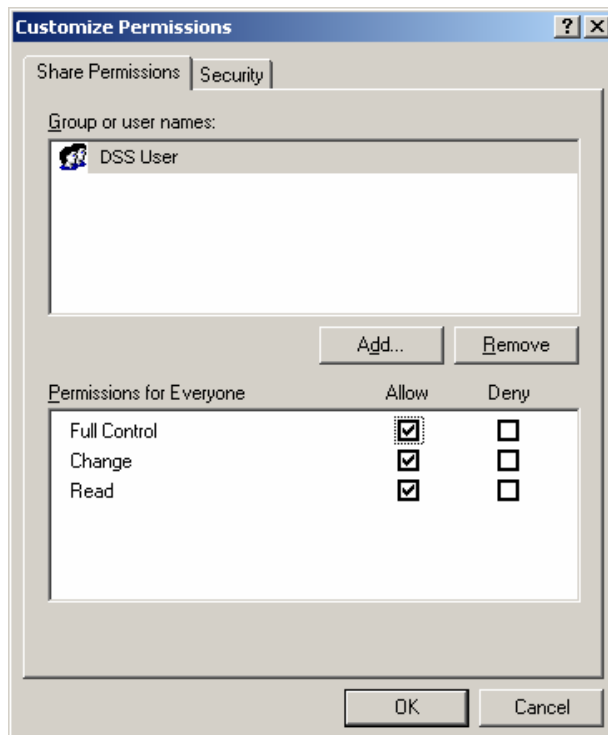 Customize Permissions
Share Permissions Security
Group or user names:
DSS User
Add... Remove
Permissions for Everyone Allow Deny
Full Control
Change
Read
OK Cancel